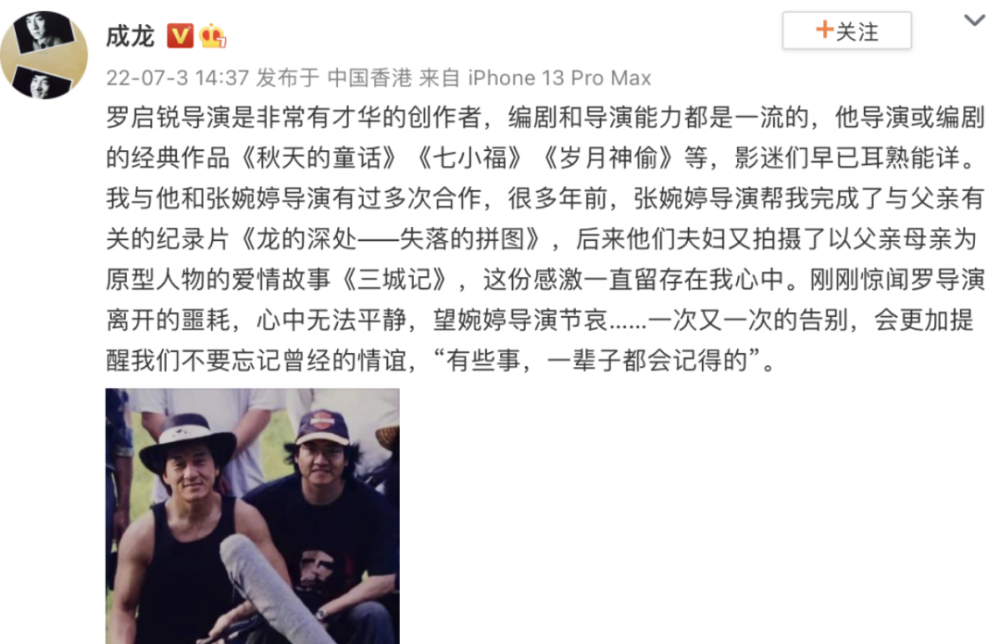 成龙
+关注
22-07-3 14:37 发布于 中国香港 来自 iPhone 13 Pro Max
罗启锐导演是非常有才华的创作者，编剧和导演能力都是一流的，他导演或编剧
的经典作品《秋天的童话》《七小福》《岁月神偷》等，影迷们早已耳熟能详。
我与他和张婉婷导演有过多次合作，很多年前，张婉婷导演帮我完成了与父亲有
关的纪录片《龙的深处——失落的拼图》，后来他们夫妇又拍摄了以父亲母亲为
原型人物的爱情故事《三城记》，这份感激一直留存在我心中。刚刚惊闻罗导演
离开的噩耗，心中无法平静，望婉婷导演节哀......一次又一次的告别，会更加提
醒我们不要忘记曾经的情谊，“有些事，一辈子都会记得的”。